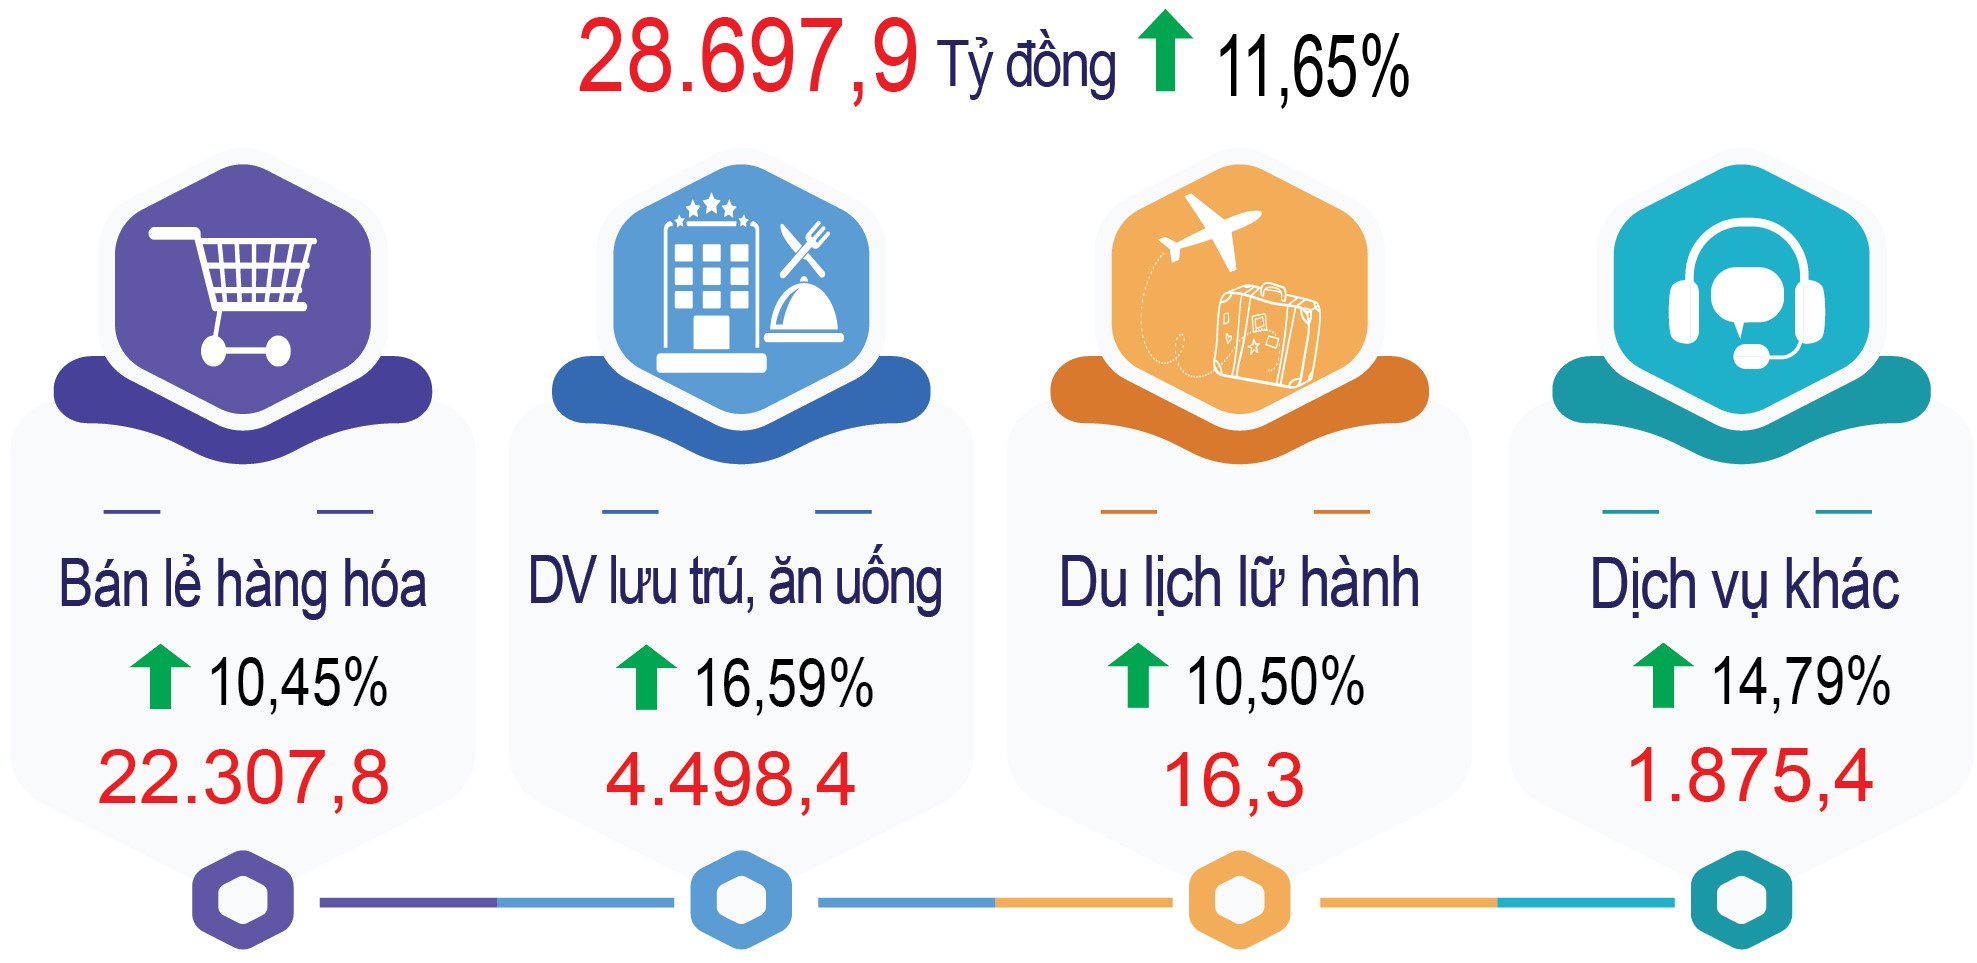 28.697,9 Tỷ đồng 11,65%
Bán lẻ hàng hóa
10,45%
22.307,8
DV lưu trú, ăn uống
16,59%
4.498,4
Du lịch lữ hành
10,50%
16,3
Dịch vụ khác
14,79%
1.875,4